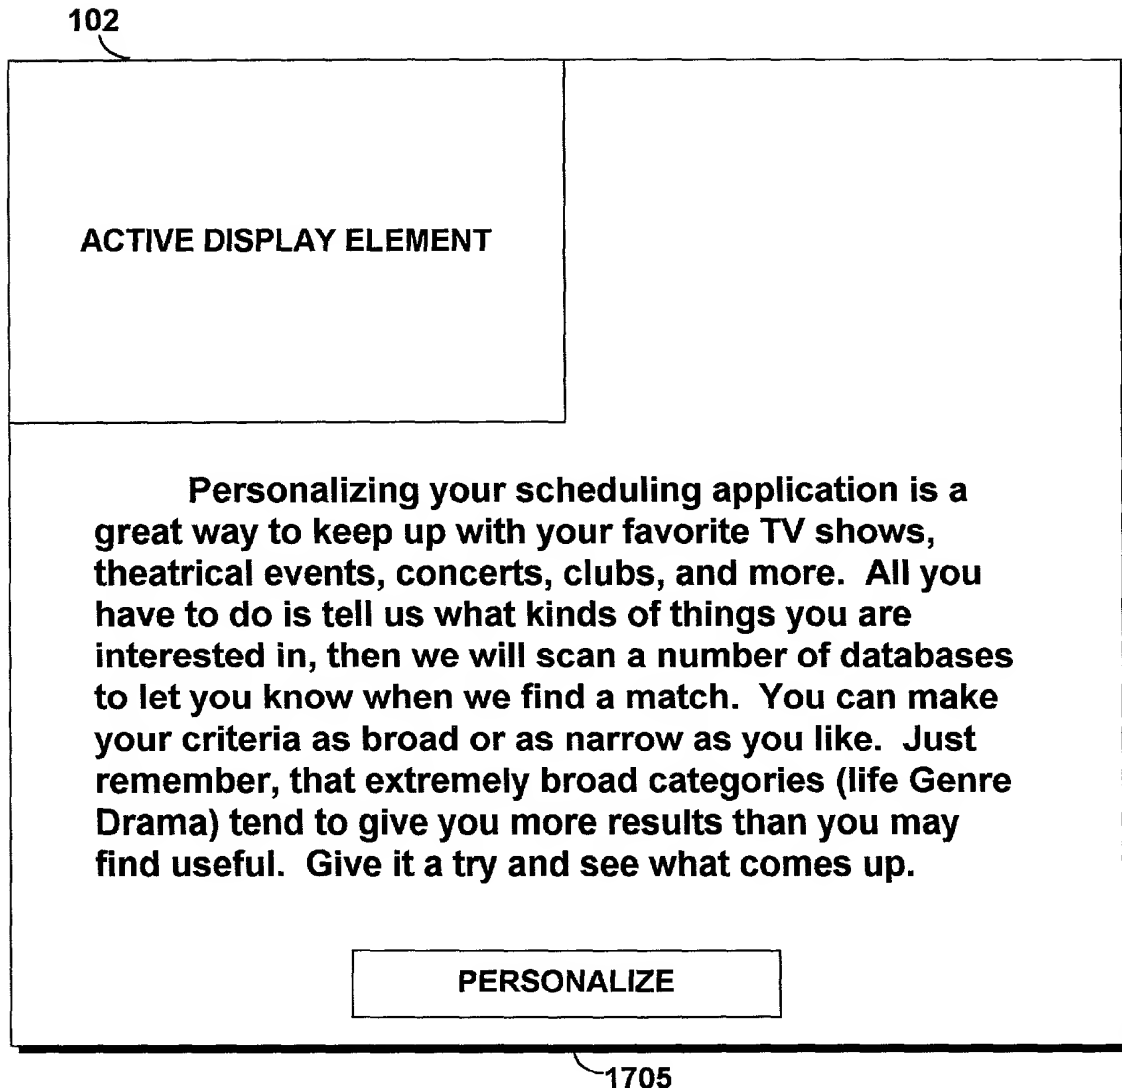 102
ACTIVE DISPLAY ELEMENT
Personalizing your scheduling application is a
great way to keep up with your favorite TV shows,
theatrical events, concerts, clubs, and more. All you
have to do is tell us what kinds of things you are
interested in, then we will scan a number of databases
to let you know when we find a match. You can make
your criteria as broad or as narrow as you like. Just
remember, that extremely broad categories (life Genre
Drama) tend to give you more results than you may
find useful. Give it a try and see what comes up.
PERSONALIZE
1705